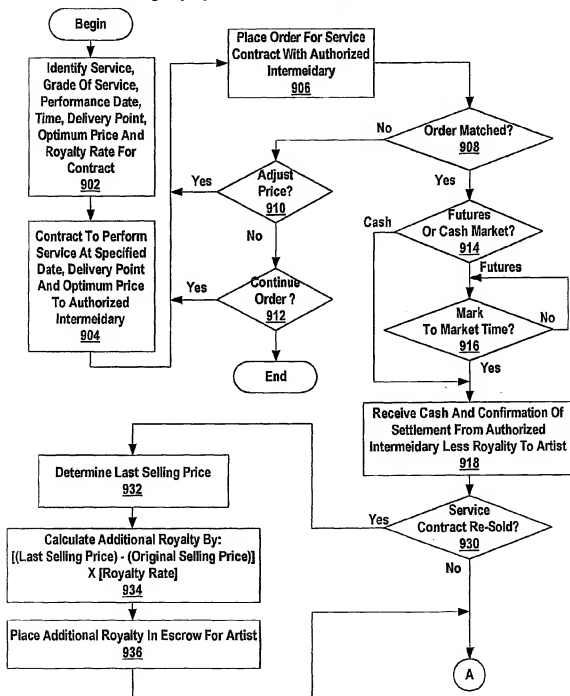 Begin
Identify Service,
Grade Of Service,
Performance Date,
Time, Delivery Point,
Optimum Price And
Royalty Rate For
Contract
902
Contract To Perform
Service At Specified
Date, Delivery Point
And Optimum Price
To Authorized
Intermeidary
904
Place Order For Service
Contract With Authorized
Intermeidary
906
Order Matched?
908
No
Yes
Adjust
Price?
910
Yes
No
Continue
Order ?
912
Yes
End
Futures
Or Cash Market?
914
Cash
Futures
Mark
To Market Time?
916
No
Yes
Receive Cash And Confirmation Of
Settlement From Authorized
Intermeidary Less Royality To Artist
918
Service
Contract Re-Sold?
930
Yes
No
Determine Last Selling Price
932
Calculate Additional Royalty By:
[(Last Selling Price) - (Original Selling Price)]
X [Royalty Rate]
934
Place Additional Royalty In Escrow For Artist
936
A